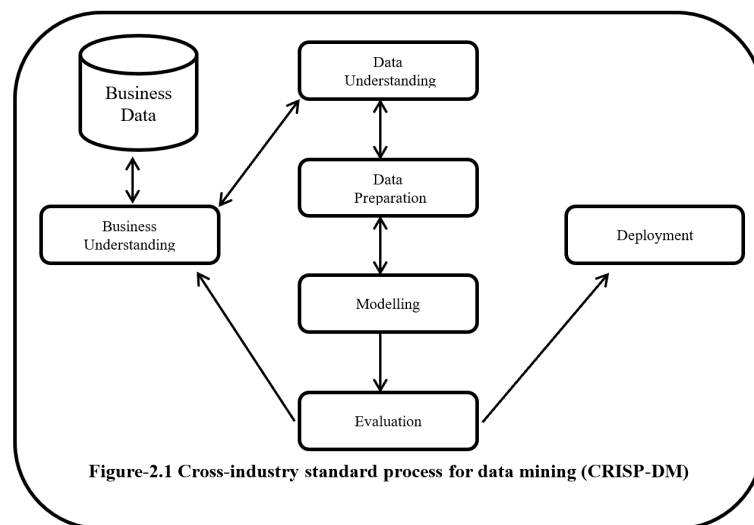 Business
Data
Data
Understanding
Data
Preparation
Business
Understanding
Deployment
Modelling
Evaluation
Figure-2.1 Cross-industry standard process for data mining (CRISP-DM)